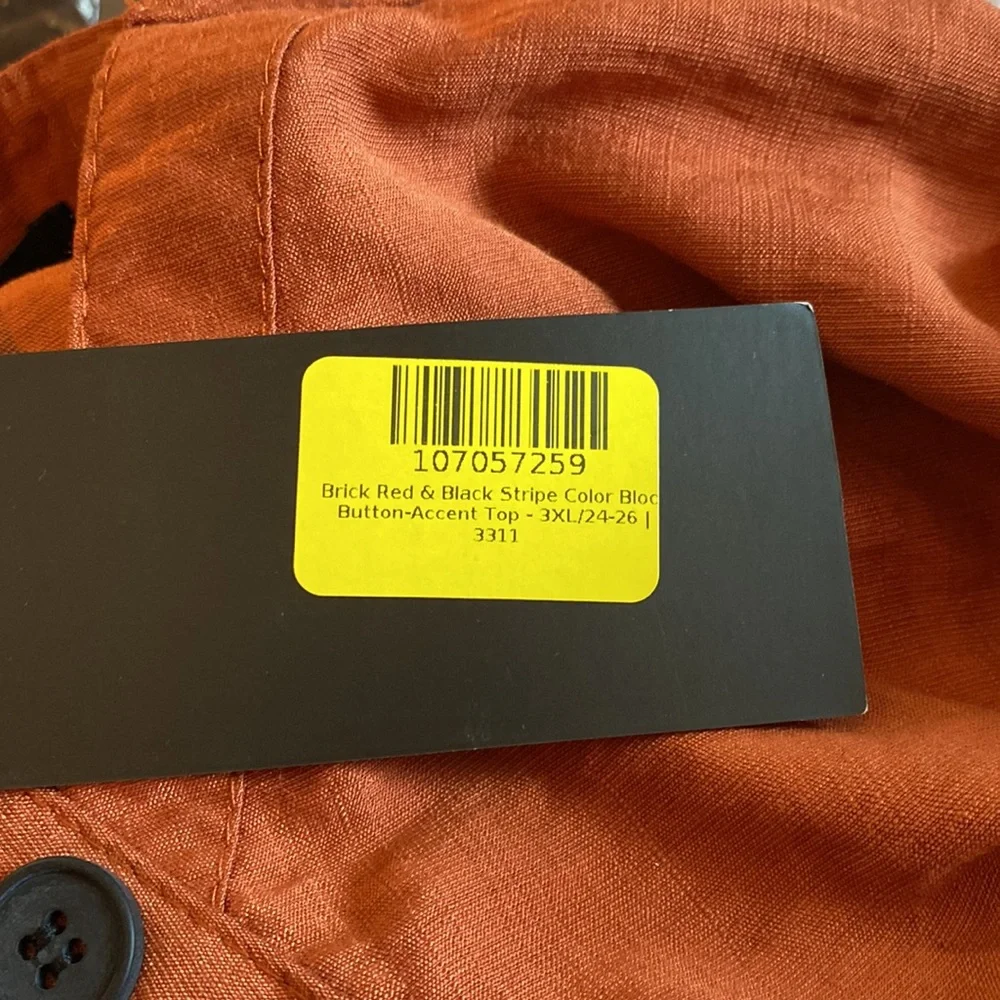 107057259
Brick Red & Black Stripe Color Bloc
Button-Accent Top - 3XL/24-26 |
3311